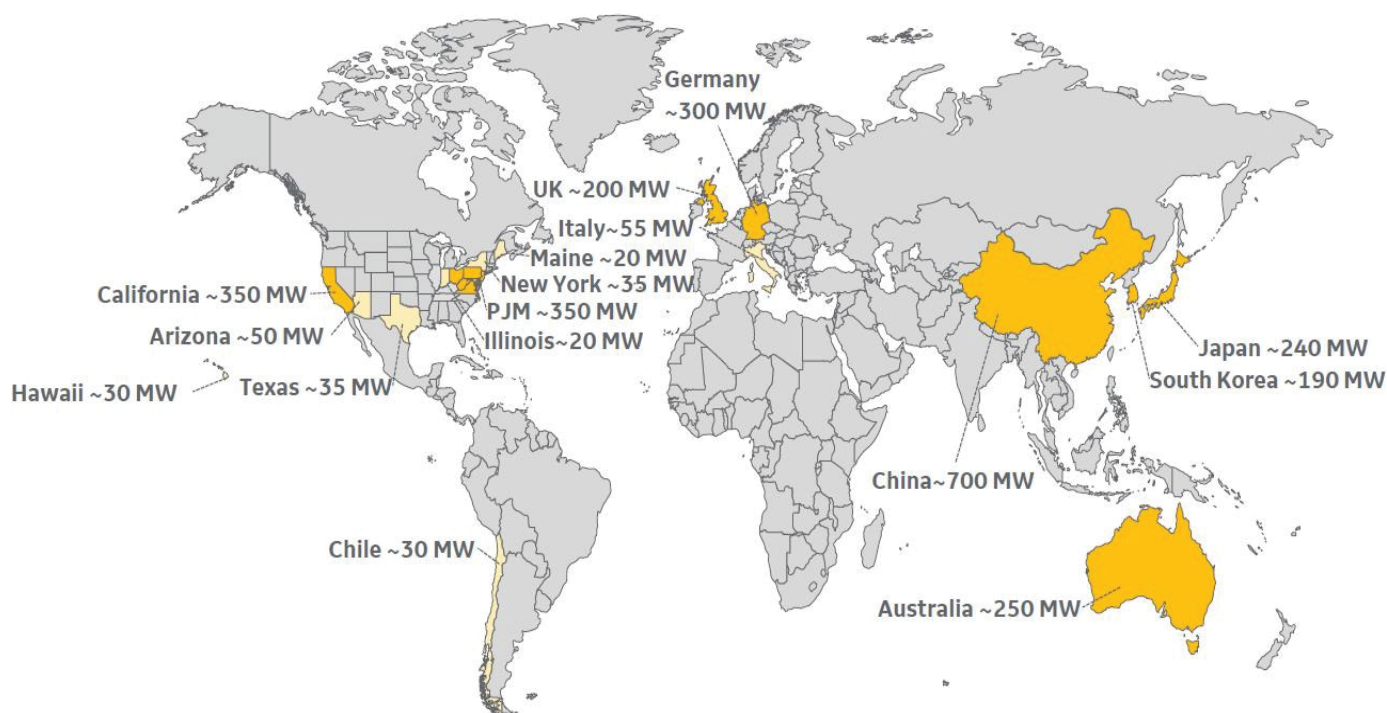 Germany
~300 MW
UK ~200 MW
Italy~55 MW
Maine ~20 MW
New York ~35 MW
California ~350 MW
PJM ~350 MW
Arizona ~50 MW
Illinois~20 MW
Japan ~240 MW
South Korea ~190 MW
Hawaii ~30 MW
Texas ~35 MW
China~700 MW
Chile ~30 MW
Australia ~250 MW